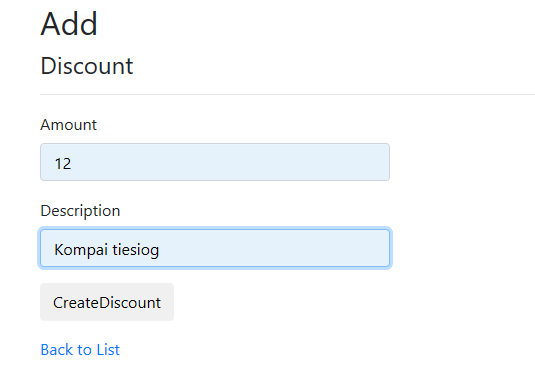 Add
Discount
Amount
12
Description
Kompai tiesiog
CreateDiscount
Back to List